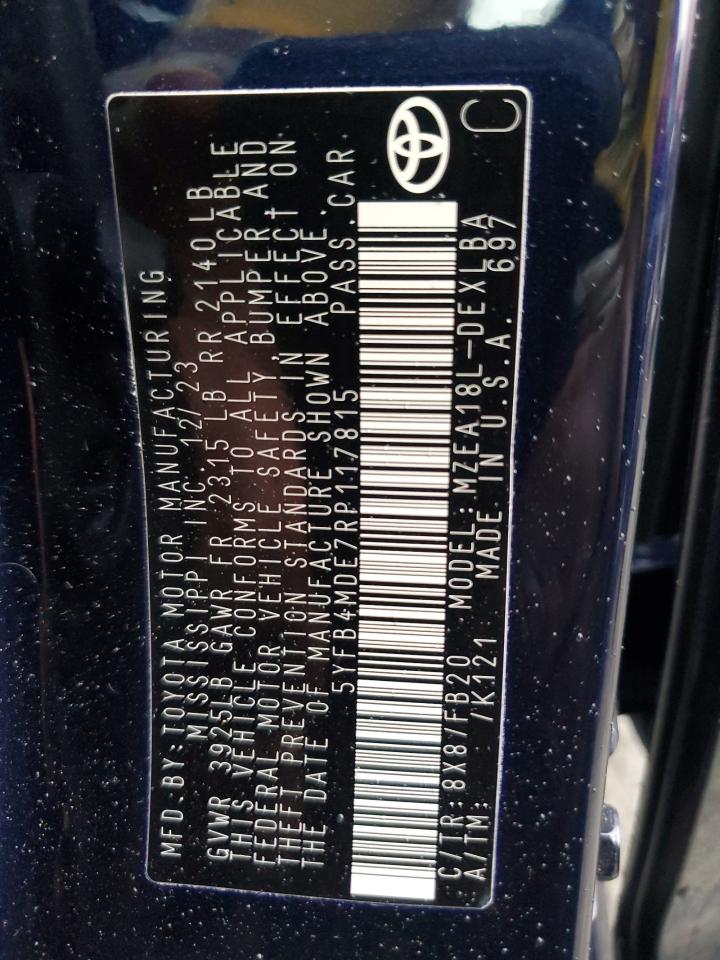 MFD.BY:TOYOTA MOTOR MANUFACTURING
MISSISSIPPI INC. 12/23
GVWR 3925LB GAWR FR 2315 LB RR 2140LB
THIS VEHICLE CONFORMS TO ALL APPLICABLE
FEDERAL MOTOR VEHICLE SAFETY,BUMPER AND
THEFT PREVENTION STANDARDS IN EFFECT ON
THE DATE OF MANUFACTURE SHOWN ABOVE.
5YFB4MDE7RP117815 PASS.CAR
C/TR:8X8/FB20 MODEL:MZEA18L-DEXLBA
A/TM: /K121 MADE IN U.S.A. 697
C